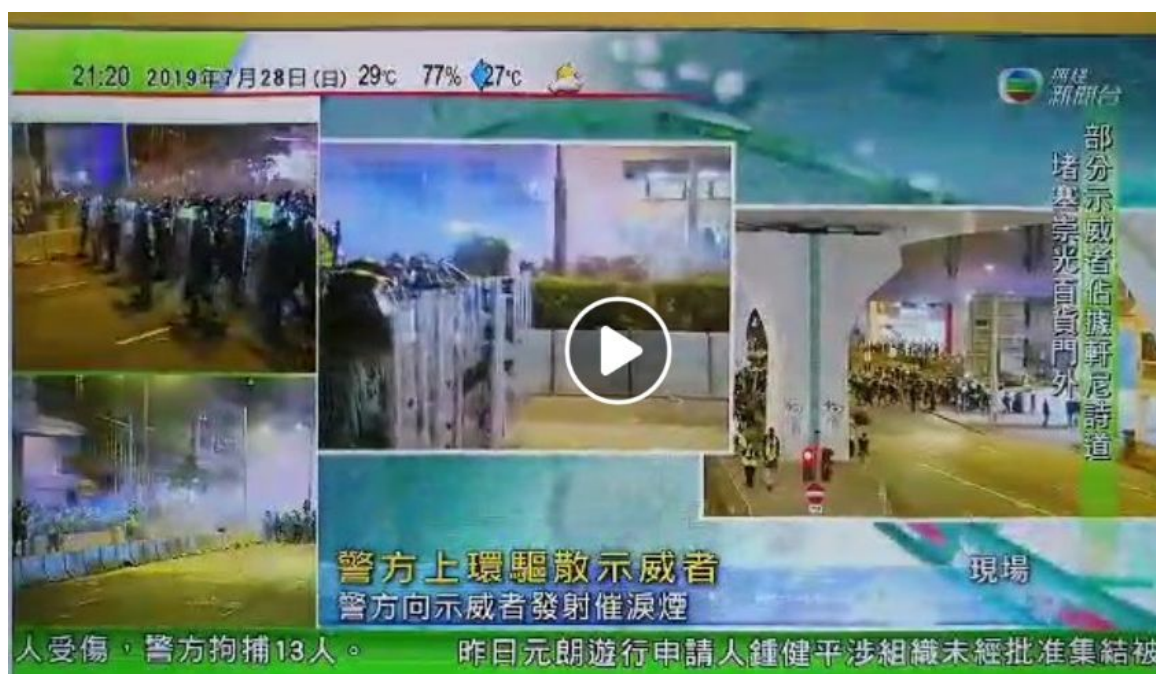 21:20 2019年7月28日(日) 29℃ 77% 27℃
無綫
新聞台
部分示威者佔據軒尼詩道
堵塞崇光百貨門外
警方上環驅散示威者
警方向示威者發射催淚煙
現場
人受傷，警方拘捕13人。 昨日元朗遊行申請人鍾健平涉組織未經批准集結被